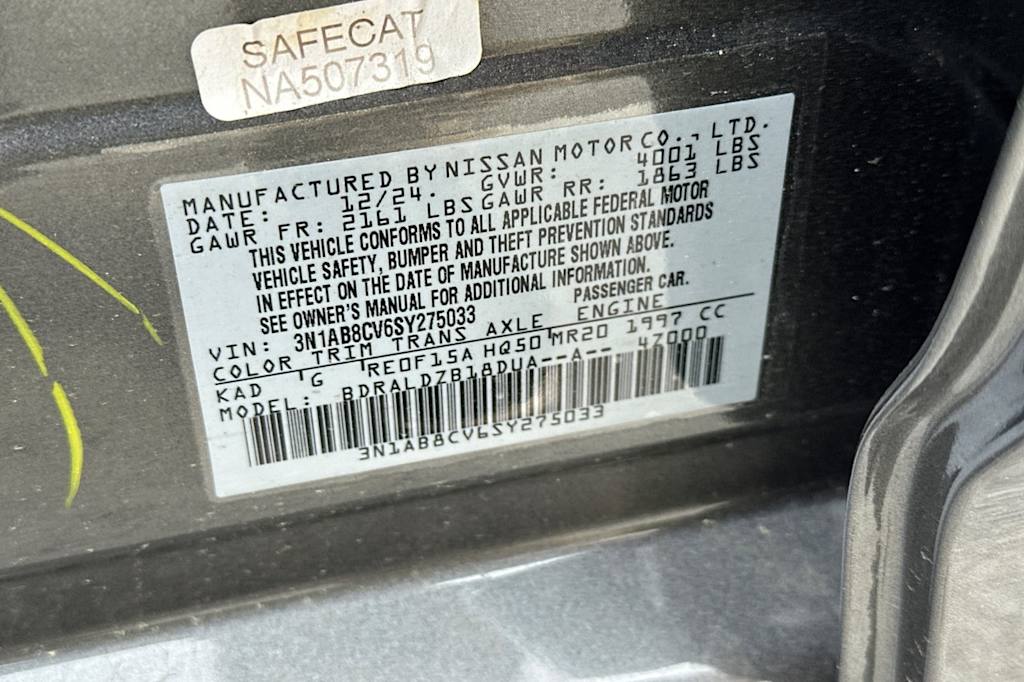 SAFECAT
NA507319
MANUFACTURED BY NISSAN MOTOR CO., LTD.
DATE: 12/24. GVWR: 4001 LBS
GAWR FR: 2161 LBS GAWR RR: 1863 LBS
THIS VEHICLE CONFORMS TO ALL APPLICABLE FEDERAL MOTOR
VEHICLE SAFETY, BUMPER AND THEFT PREVENTION STANDARDS
IN EFFECT ON THE DATE OF MANUFACTURE SHOWN ABOVE.
SEE OWNER'S MANUAL FOR ADDITIONAL INFORMATION.
VIN: 3N1AB8CV6SY275033 PASSENGER CAR.
COLOR TRIM TRANS AXLE ENGINE
KAD G RE0F15A HQ50 MR20 1997 CC
MODEL: BDRALDZB18DUA--A-- 47000
3N1AB8CV6SY275033